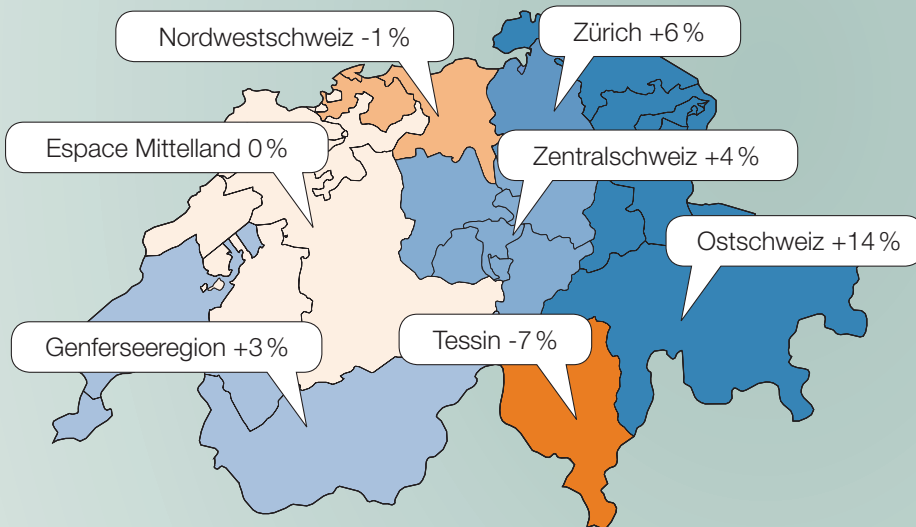 Nordwestschweiz -1 %
Zürich +6 %
Espace Mittelland 0 %
Zentralschweiz +4 %
Ostschweiz +14 %
Genferseeregion +3 %
Tessin -7 %